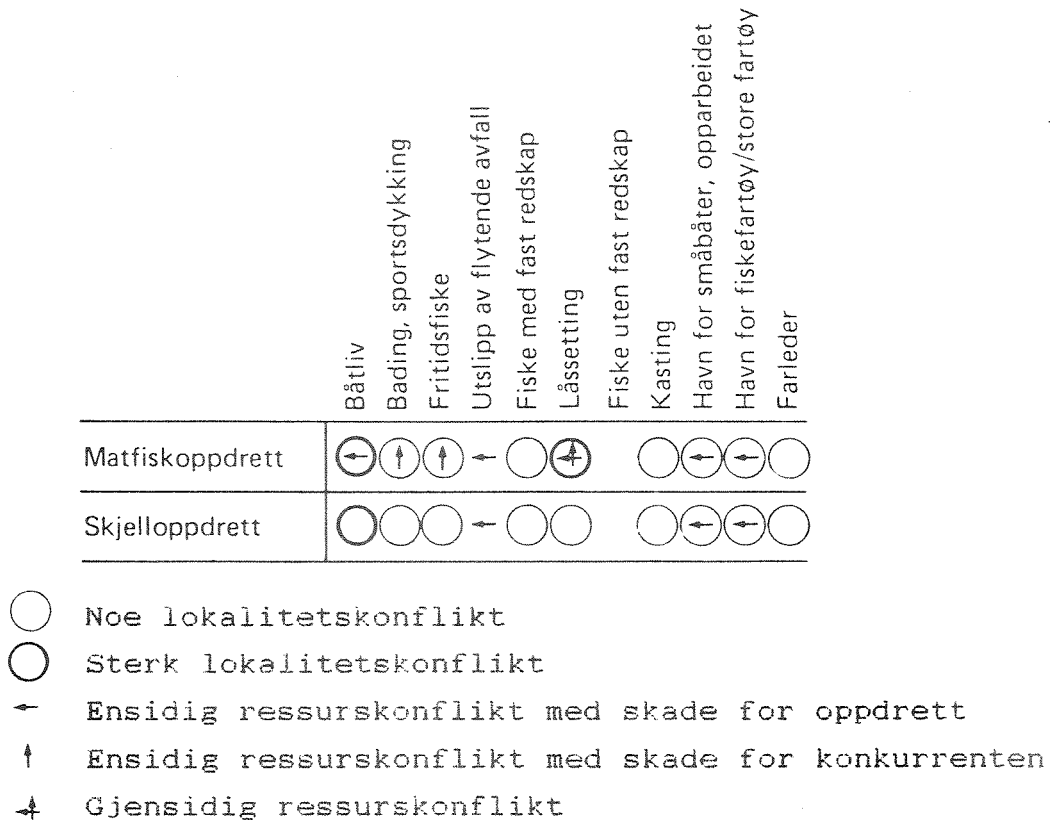 Båtliv
Bading, sportsdykking
Fritidsfiske
Utslipp av flytende avfall
Fiske med fast redskap
Låssetting
Fiske uten fast redskap
Kasting
Havn for småbåter, opparbeidet
Havn for fiskefartøy/store fartøy
Farleder
Matfiskoppdrett
Skjelloppdrett
Noe lokalitetskonflikt
Sterk lokalitetskonflikt
Ensidig ressurskonflikt med skade for oppdrett
Ensidig ressurskonflikt med skade for konkurrenten
Gjensidig ressurskonflikt